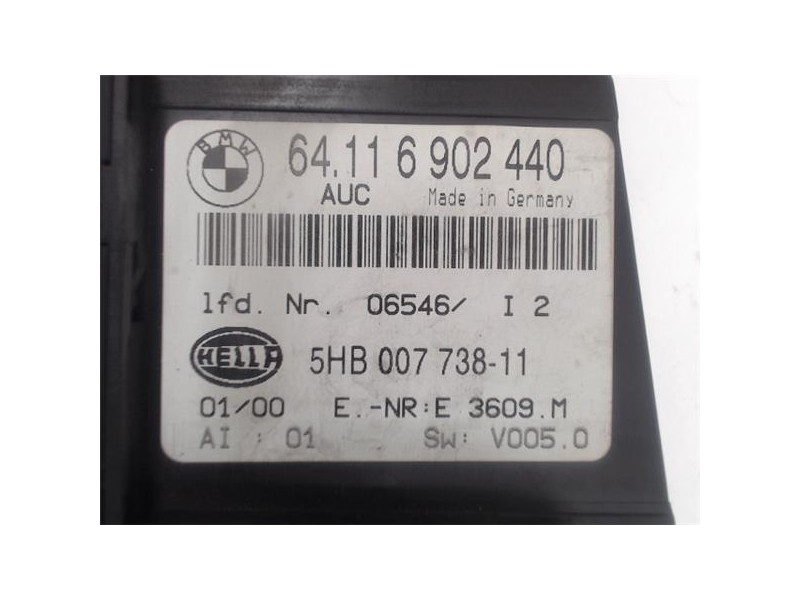 BMW
64.11 6 902 440
AUC Made in Germany
lfd. Nr. 06546/ I 2
HELLA 5HB 007 738-11
01/00 E.-NR:E 3609.M
AI : 01 Sw: V005.0